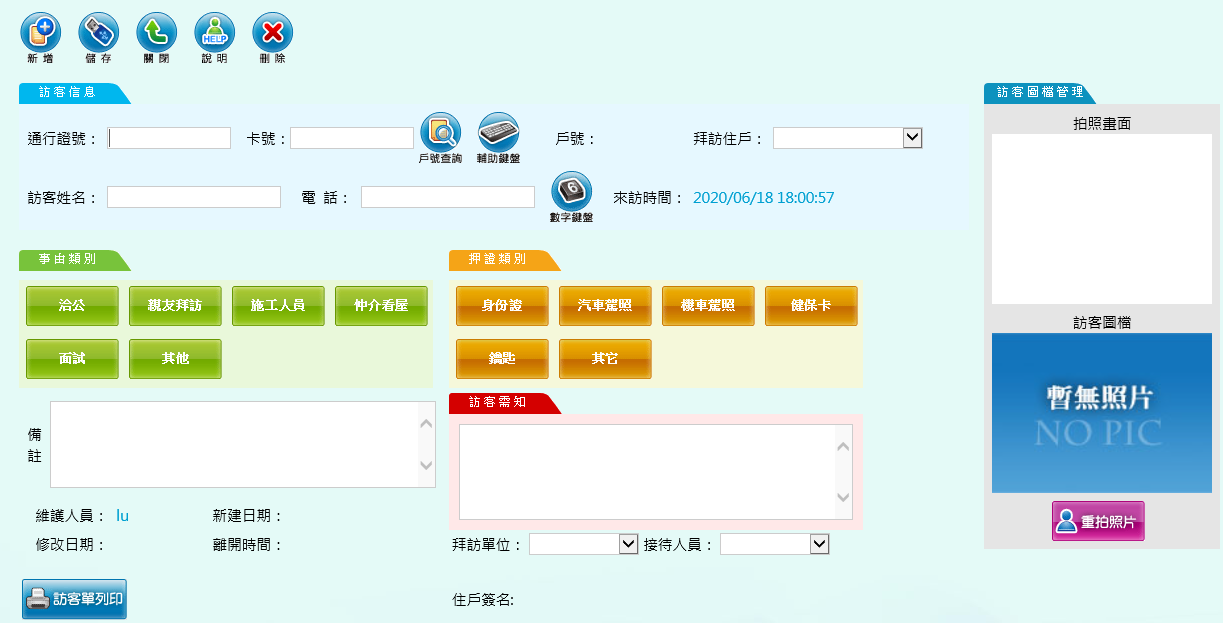 新增 儲存 關閉 說明 刪除
HELP
訪客信息
通行證號： 卡號： 戶號查詢 輔助鍵盤 戶號： 拜訪住戶：
訪客姓名： 電 話： 6 數字鍵盤 來訪時間： 2020/06/18 18:00:57
事由類別
洽公 親友拜訪 施工人員 仲介看屋
面試 其他
押證類別
身份證 汽車駕照 機車駕照 健保卡
鑰匙 其它
備
註
訪客需知
維護人員： lu 新建日期：
修改日期： 離開時間：
拜訪單位： 接待人員：
訪客單列印
住戶簽名:
訪客圖檔管理
拍照畫面
訪客圖檔
暫無照片
NO PIC
重拍照片